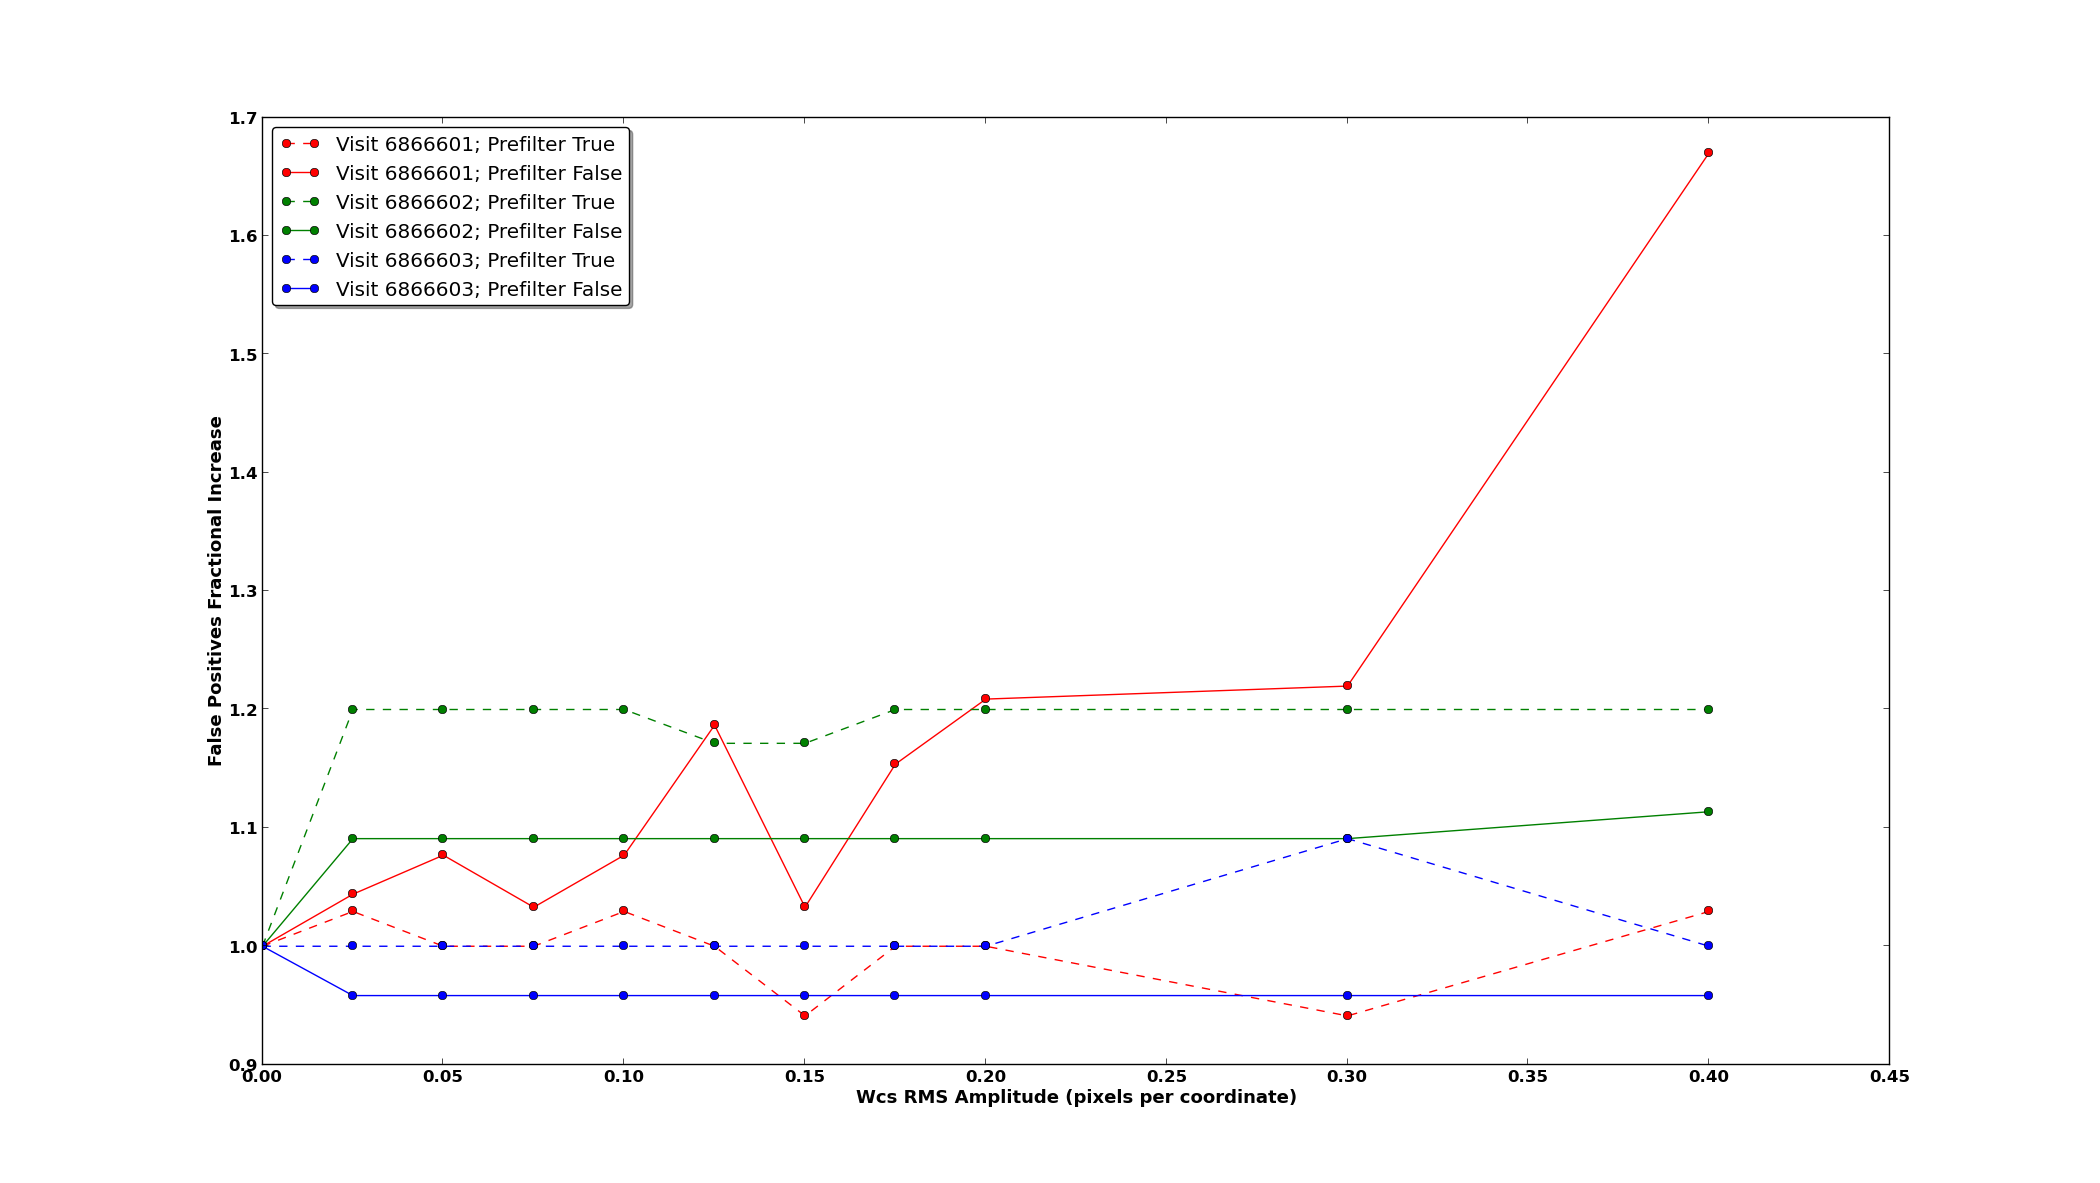 1.7
1.6
1.5
1.4
1.3
1.2
1.1
1.0
0.9
False Positives Fractional Increase
Visit 6866601; Prefilter True
Visit 6866601; Prefilter False
Visit 6866602; Prefilter True
Visit 6866602; Prefilter False
Visit 6866603; Prefilter True
Visit 6866603; Prefilter False
0.00 0.05 0.10 0.15 0.20 0.25 0.30 0.35 0.40 0.45
Wcs RMS Amplitude (pixels per coordinate)